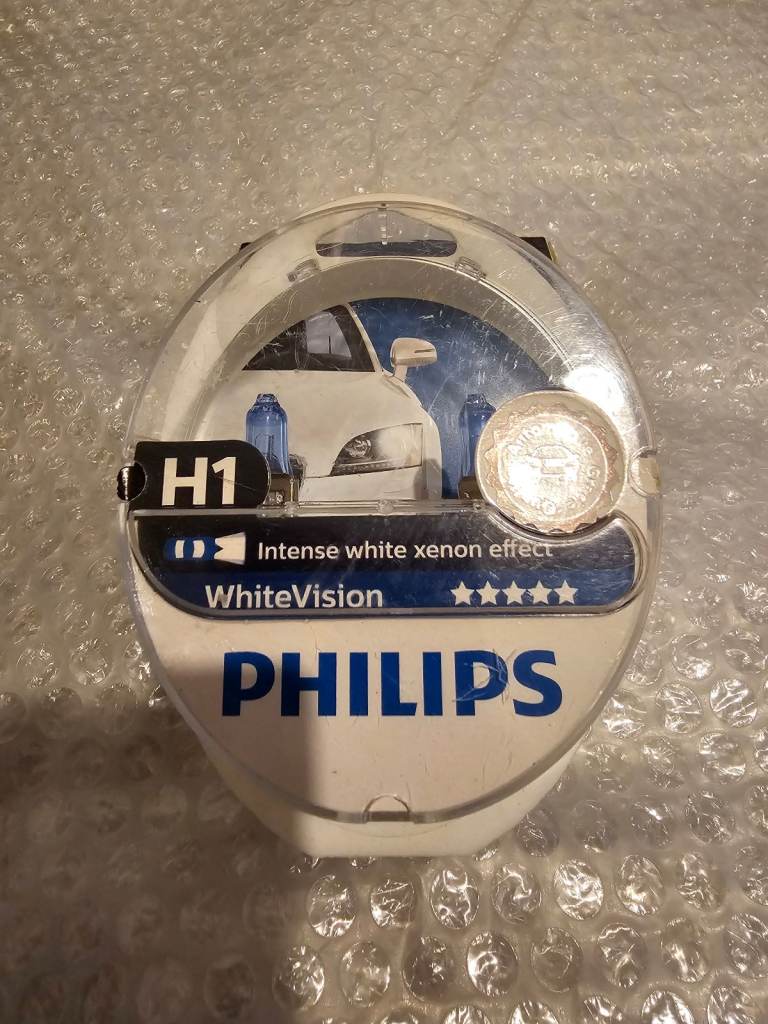 H1
Intense white xenon effect
WhiteVision
PHILIPS